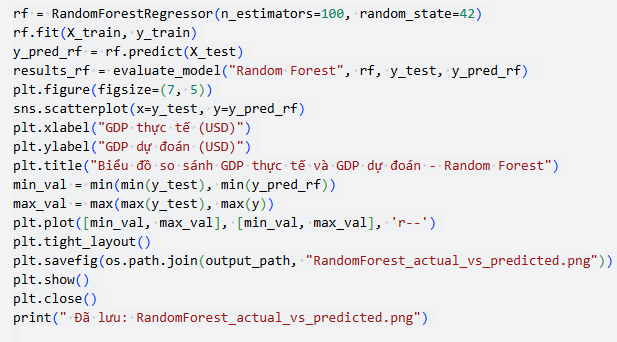 rf = RandomForestRegressor(n_estimators=100, random_state=42)
rf.fit(X_train, y_train)
y_pred_rf = rf.predict(X_test)
results_rf = evaluate_model("Random Forest", rf, y_test, y_pred_rf)
plt.figure(figsize=(7, 5))
sns.scatterplot(x=y_test, y=y_pred_rf)
plt.xlabel("GDP thực tế (USD)")
plt.ylabel("GDP dự đoán (USD)")
plt.title("Biểu đồ so sánh GDP thực tế và GDP dự đoán - Random Forest")
min_val = min(min(y_test), min(y_pred_rf))
max_val = max(max(y_test), max(y))
plt.plot([min_val, max_val], [min_val, max_val], 'r--')
plt.tight_layout()
plt.savefig(os.path.join(output_path, "RandomForest_actual_vs_predicted.png"))
plt.show()
plt.close()
print(" Đã lưu: RandomForest_actual_vs_predicted.png")